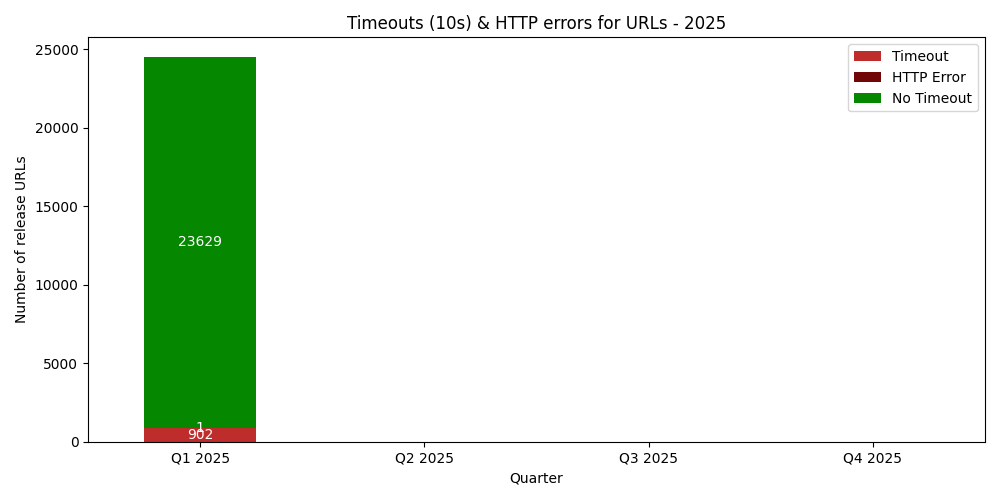 Timeouts (10s) & HTTP errors for URLs - 2025
25000
20000
15000
10000
5000
0
Number of release URLs
Timeout
HTTP Error
No Timeout
23629
1
902
Q1 2025
Q2 2025
Q3 2025
Q4 2025
Quarter